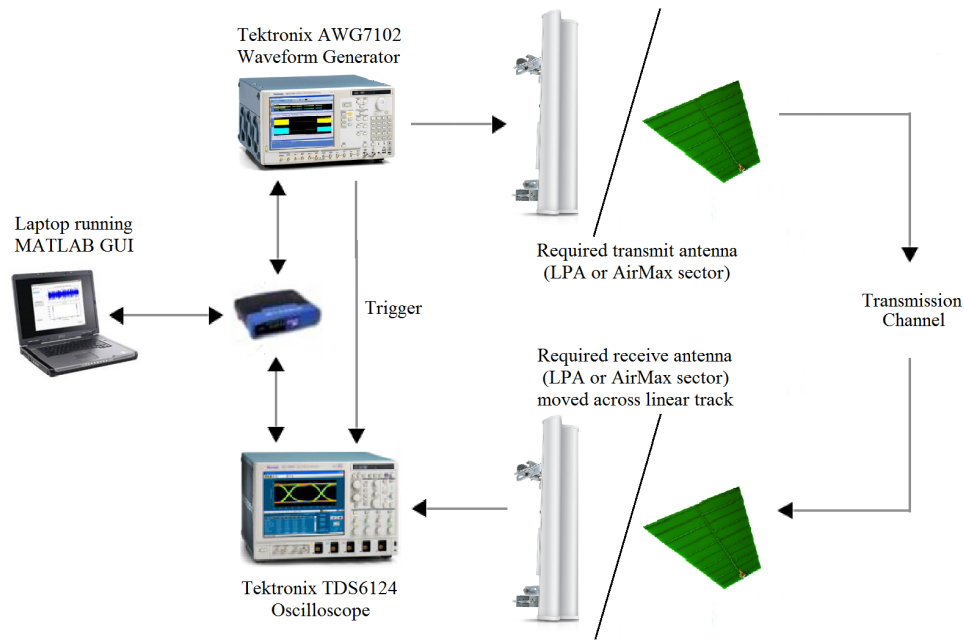 Tektronix AWG7102
Waveform Generator
Laptop running
MATLAB GUI
Trigger
Required transmit antenna
(LPA or AirMax sector)
Transmission
Channel
Required receive antenna
(LPA or AirMax sector)
moved across linear track
Tektronix TDS6124
Oscilloscope